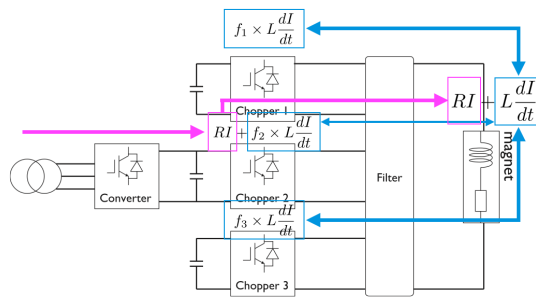 f₁ × L dI/dt
Chopper 1
RI + L dI/dt
RI + f₂ × L dI/dt
magnet
Converter
Chopper 2
Filter
f₃ × L dI/dt
Chopper 3